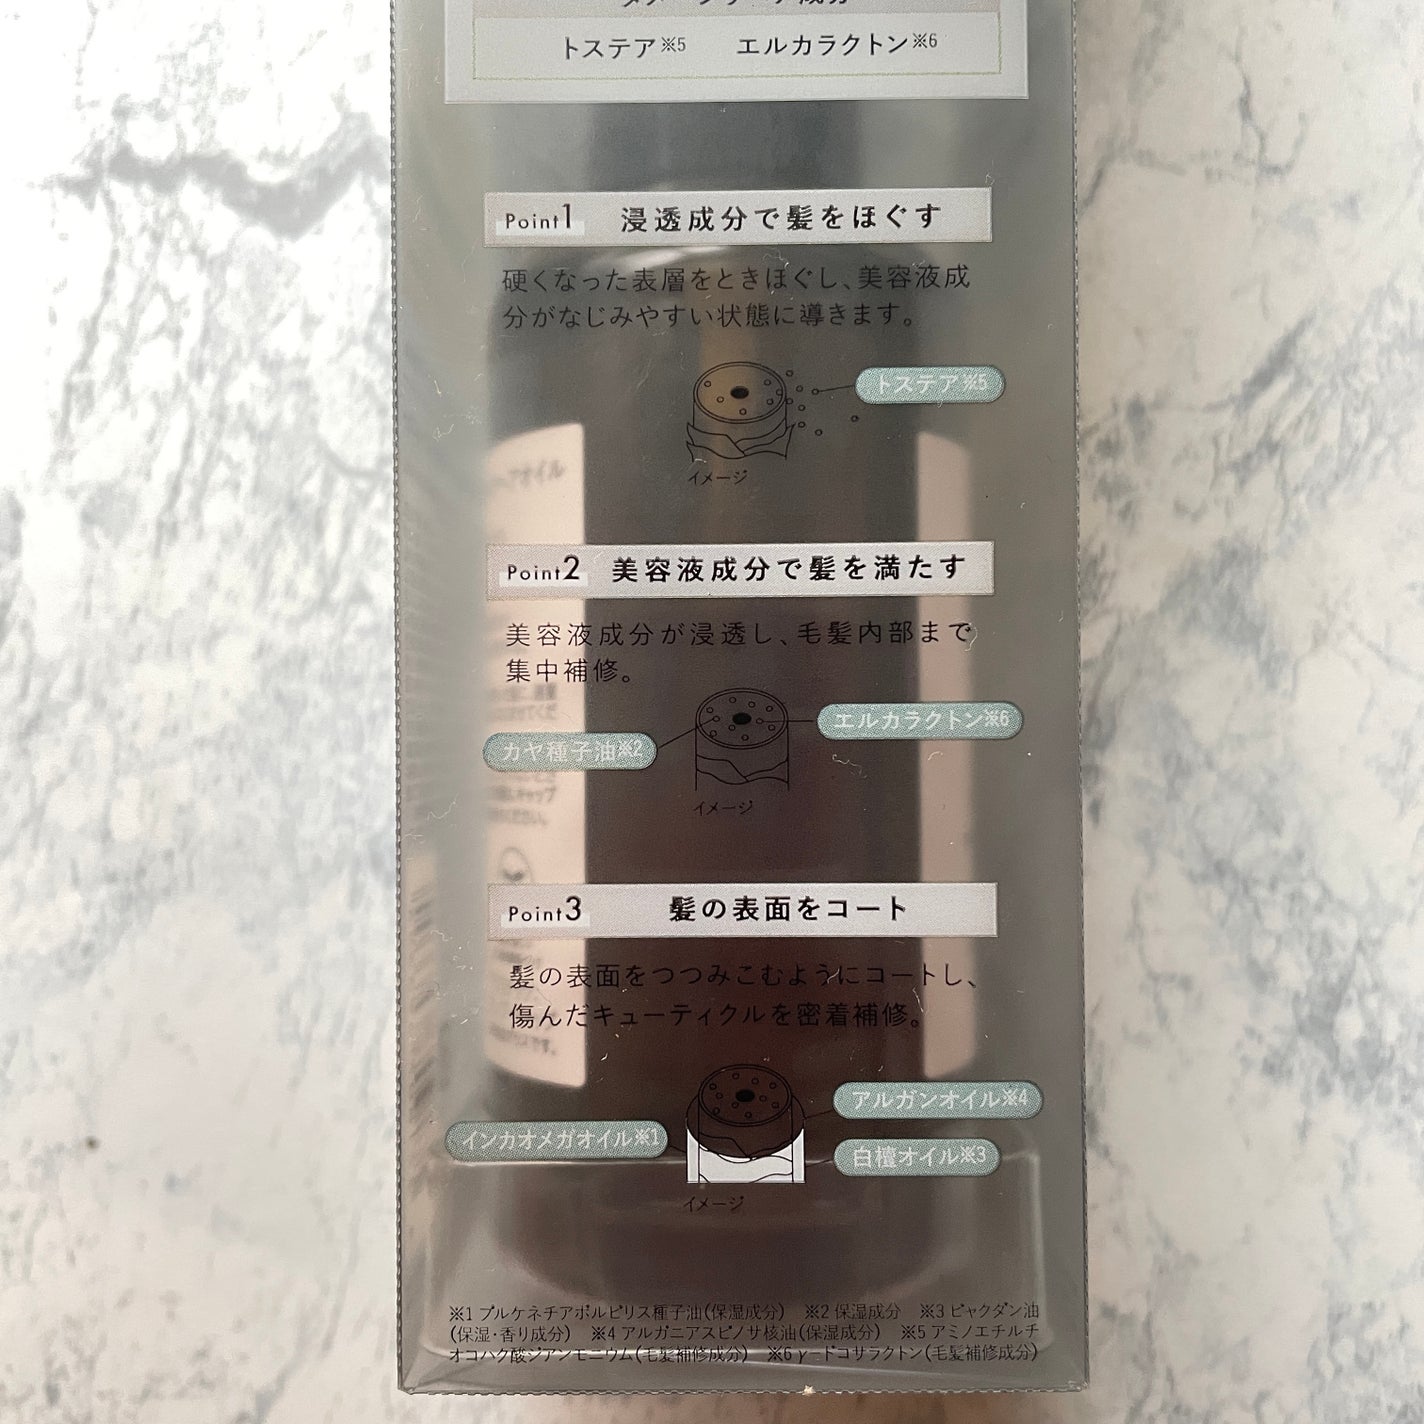 トステア※5　エルカラクトン※6
Point1　浸透成分で髪をほぐす
硬くなった表層をときほぐし、美容液成
分がなじみやすい状態に導きます。
トステア※5
イメージ
Point2　美容液成分で髪を満たす
美容液成分が浸透し、毛髪内部まで
集中補修。
エルカラクトン※6
カヤ種子油※2
イメージ
Point3　髪の表面をコート
髪の表面をつつみこむようにコートし、
傷んだキューティクルを密着補修。
アルガンオイル※4
インカオメガオイル※1
白檀オイル※3
イメージ
※1 プルケネチアボルビリス種子油(保湿成分)　※2 保湿成分　※3 ビャクダン油
(保湿・香り成分)　※4 アルガニアスピノサ核油(保湿成分)　※5 アミノエチルチ
オコハク酸ジアンモニウム(毛髪補修成分)　※6 γードコサラクトン(毛髪補修成分)